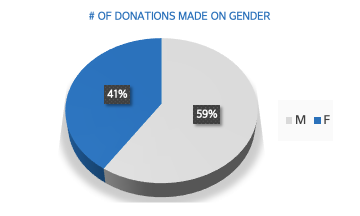 # OF DONATIONS MADE ON GENDER
41%
59%
M F